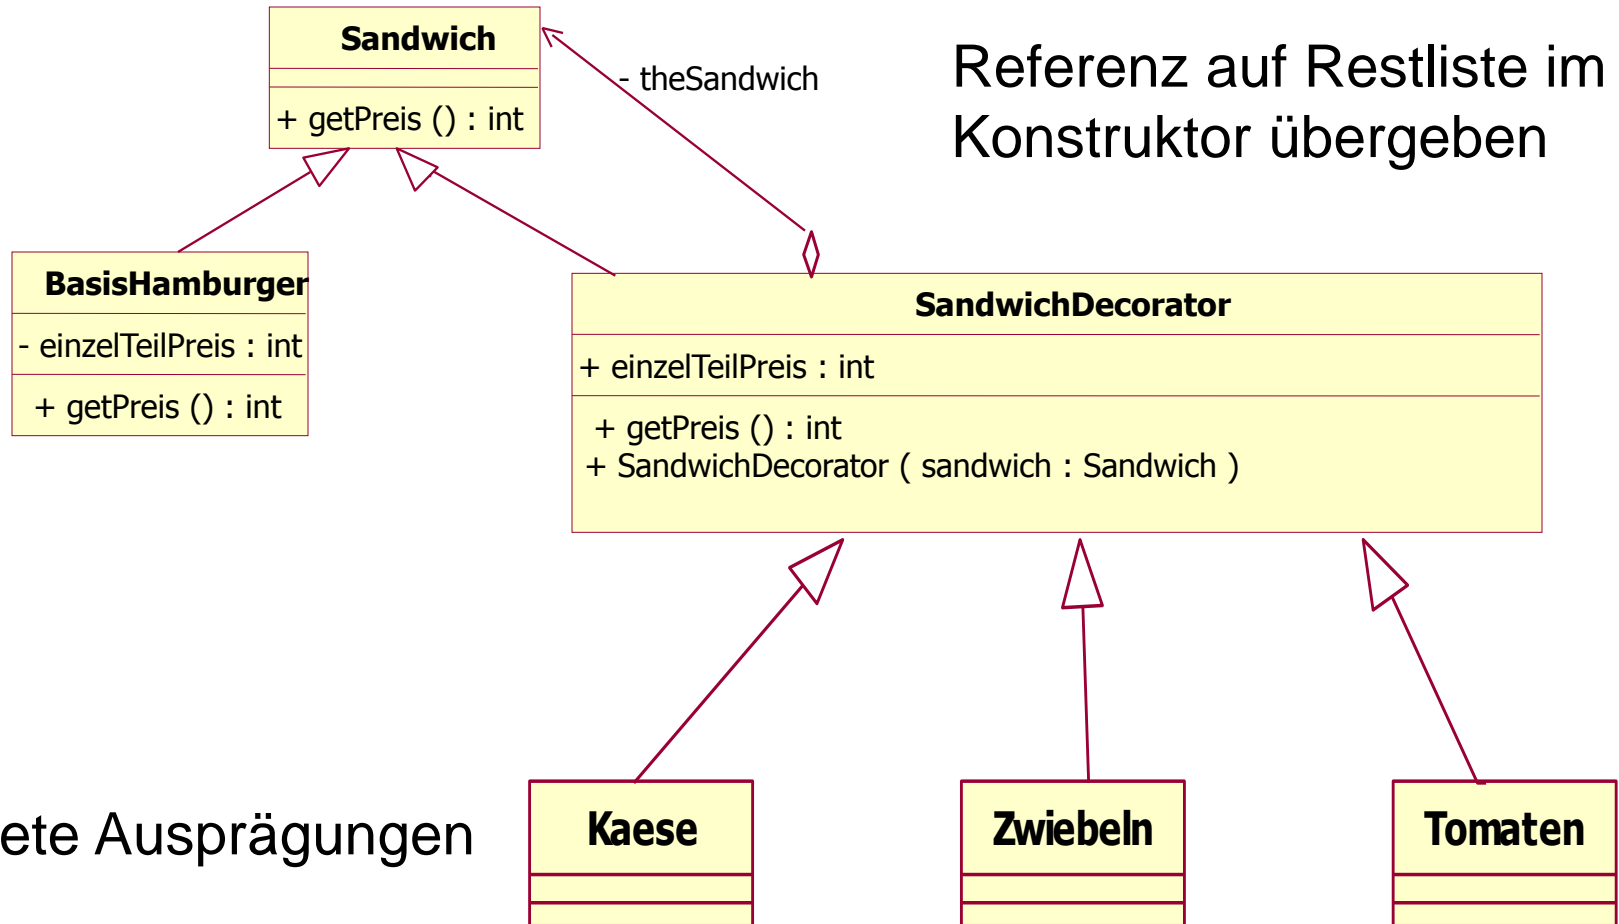 Sandwich
+ getPreis () : int
- theSandwich
Referenz auf Restliste im
Konstruktor übergeben
BasisHamburger
- einzelTeilPreis : int
+ getPreis () : int
SandwichDecorator
+ einzelTeilPreis : int
+ getPreis () : int
+ SandwichDecorator ( sandwich : Sandwich )
ete Ausprägungen
Kaese
Zwiebeln
Tomaten